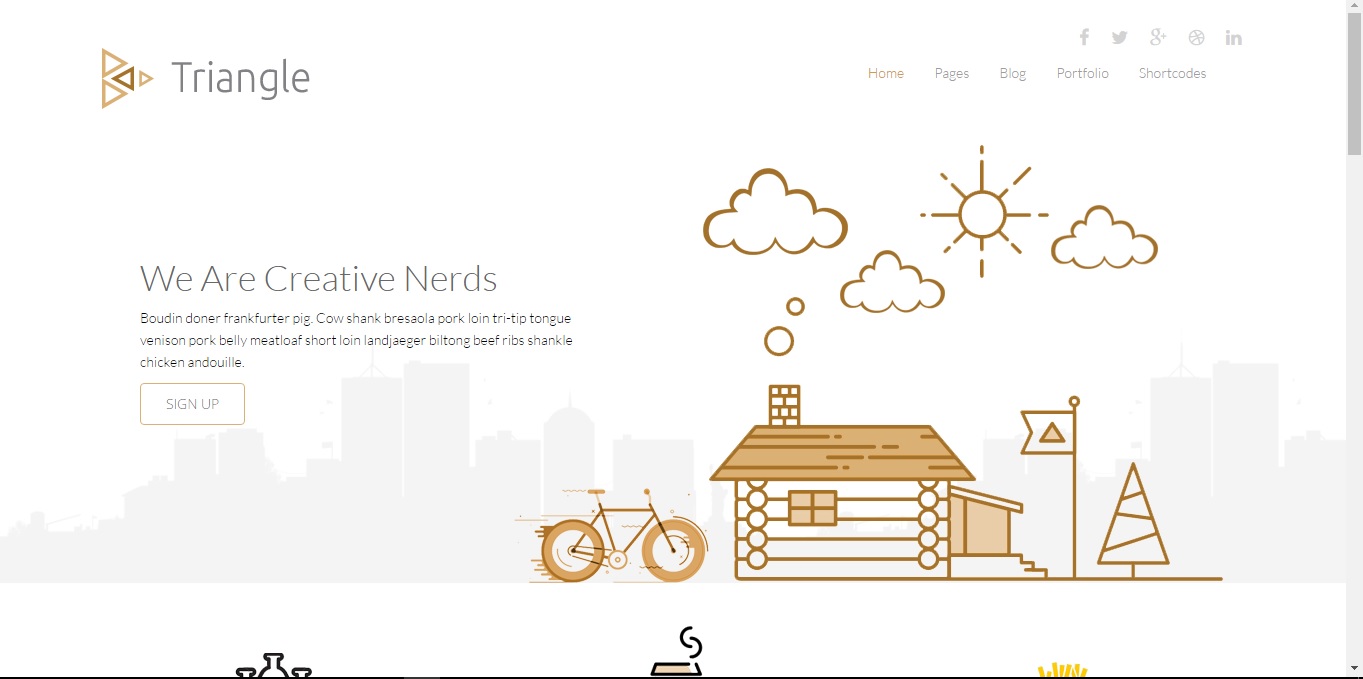 Triangle
Home Pages Blog Portfolio Shortcodes
We Are Creative Nerds
Boudin doner frankfurter pig. Cow shank bresaola pork loin tri-tip tongue
venison pork belly meatloaf short loin landjaeger biltong beef ribs shankle
chicken andouille.
SIGN UP